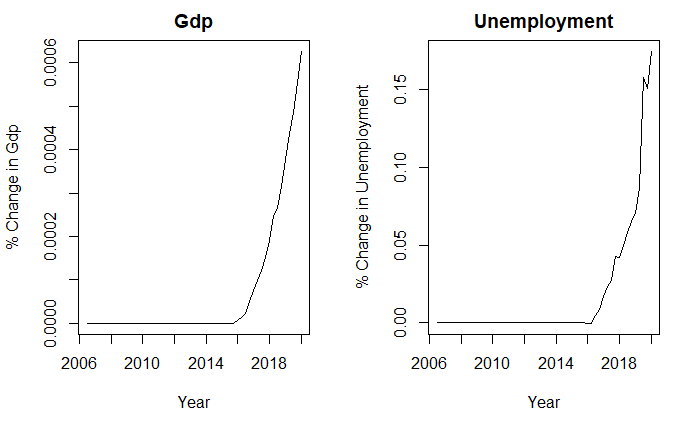 Gdp
% Change in Gdp
0.0000 0.0002 0.0004 0.0006
2006 2010 2014 2018
Year
Unemployment
% Change in Unemployment
0.00 0.05 0.10 0.15
2006 2010 2014 2018
Year